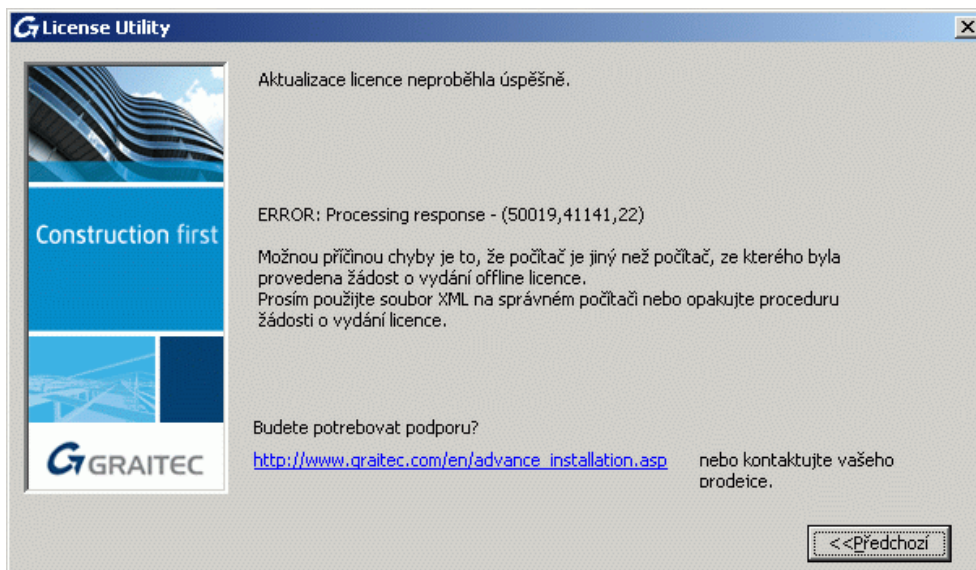 License Utility
Aktualizace licence neproběhla úspěšně.
ERROR: Processing response - (50019,41141,22)
Možnou příčinou chyby je to, že počítač je jiný než počítač, ze kterého byla
provedena žádost o vydání offline licence.
Prosím použijte soubor XML na správném počítači nebo opakujte proceduru
žádosti o vydání licence.
Construction first
GRAITEC
Budete potrebovat podporu?
http://www.graitec.com/en/advance_installation.asp
nebo kontaktujte vašeho
prodejce.
<<Předchozí